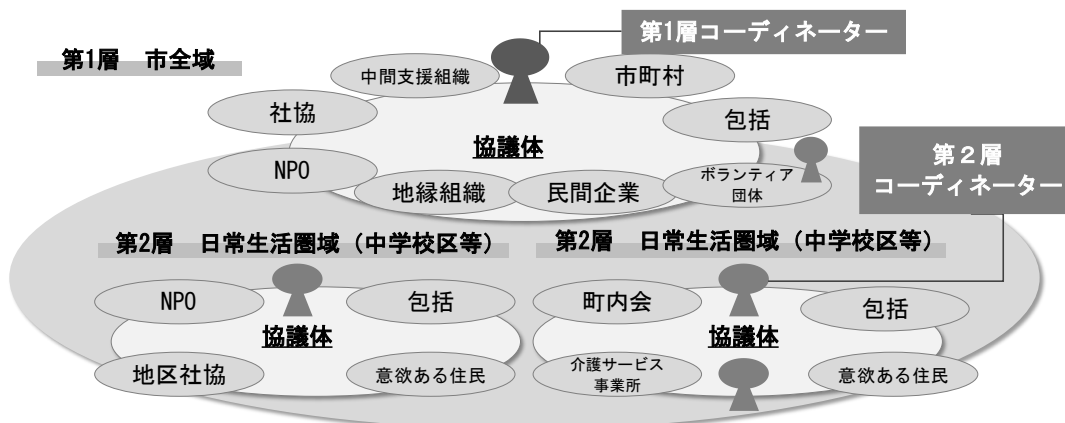 第1層コーディネーター
第1層　市全域
中間支援組織
市町村
社協
包括
協議体
第２層
コーディネーター
NPO
ボランティア
団体
地縁組織
民間企業
第2層　日常生活圏域（中学校区等）
第2層　日常生活圏域（中学校区等）
NPO
包括
協議体
地区社協
意欲ある住民
町内会
包括
協議体
介護サービス
事業所
意欲ある住民